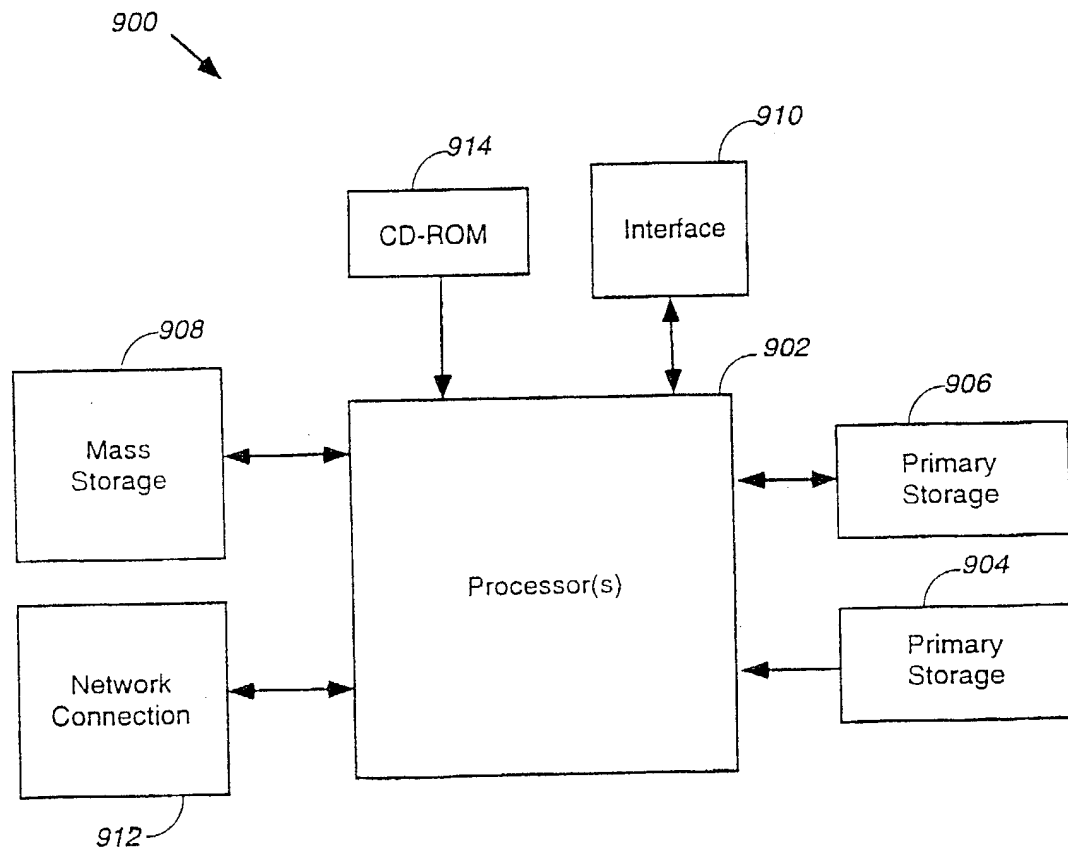 900
914
910
CD-ROM
Interface
908
902
906
Mass
Storage
Primary
Storage
904
Processor(s)
Primary
Storage
Network
Connection
912